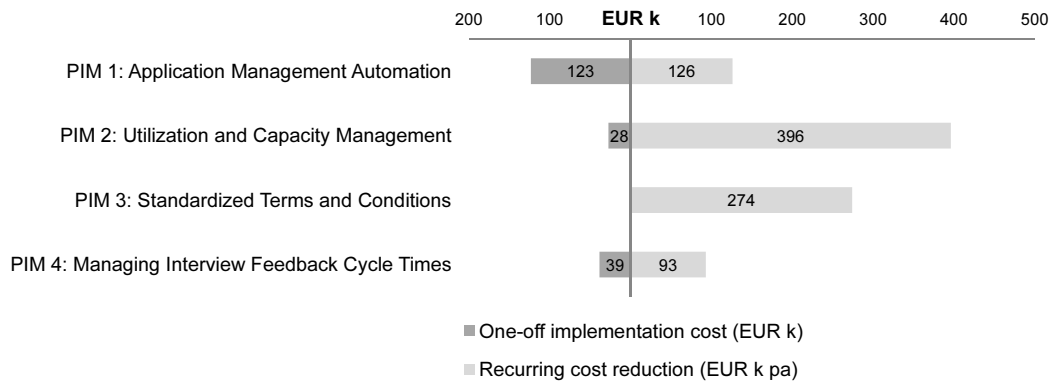 200 100 EUR k 100 200 300 400 500
PIM 1: Application Management Automation 123 126
PIM 2: Utilization and Capacity Management 28 396
PIM 3: Standardized Terms and Conditions 274
PIM 4: Managing Interview Feedback Cycle Times 39 93
One-off implementation cost (EUR k)
Recurring cost reduction (EUR k pa)